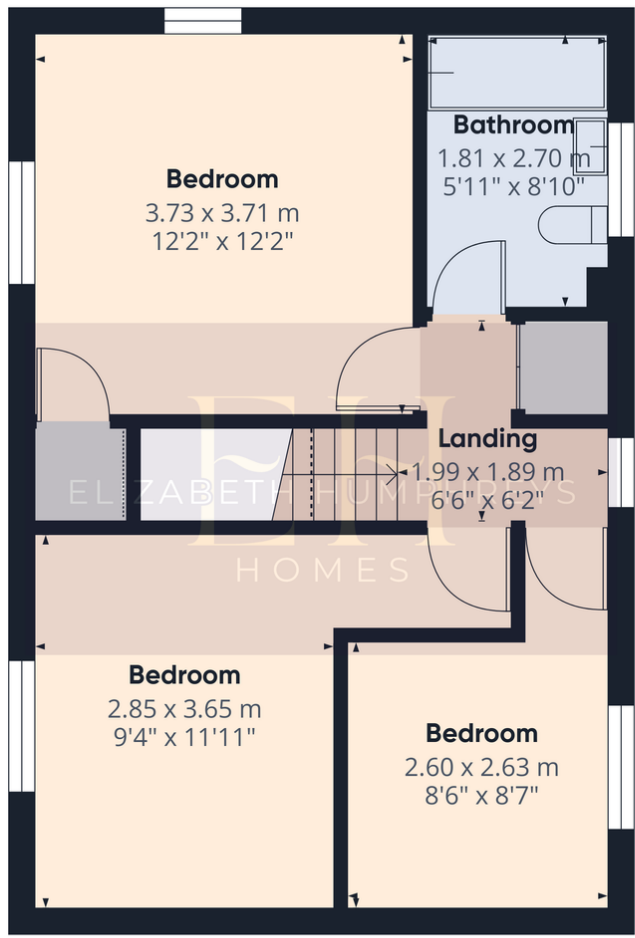 Bathroom
1.81 x 2.70 m
5'11" x 8'10"
Bedroom
3.73 x 3.71 m
12'2" x 12'2"
Landing
1.99 x 1.89 m
6'6" x 6'2"
EH
ELIZABETH HUMPHREYS
HOMES
Bedroom
2.85 x 3.65 m
9'4" x 11'11"
Bedroom
2.60 x 2.63 m
8'6" x 8'7"